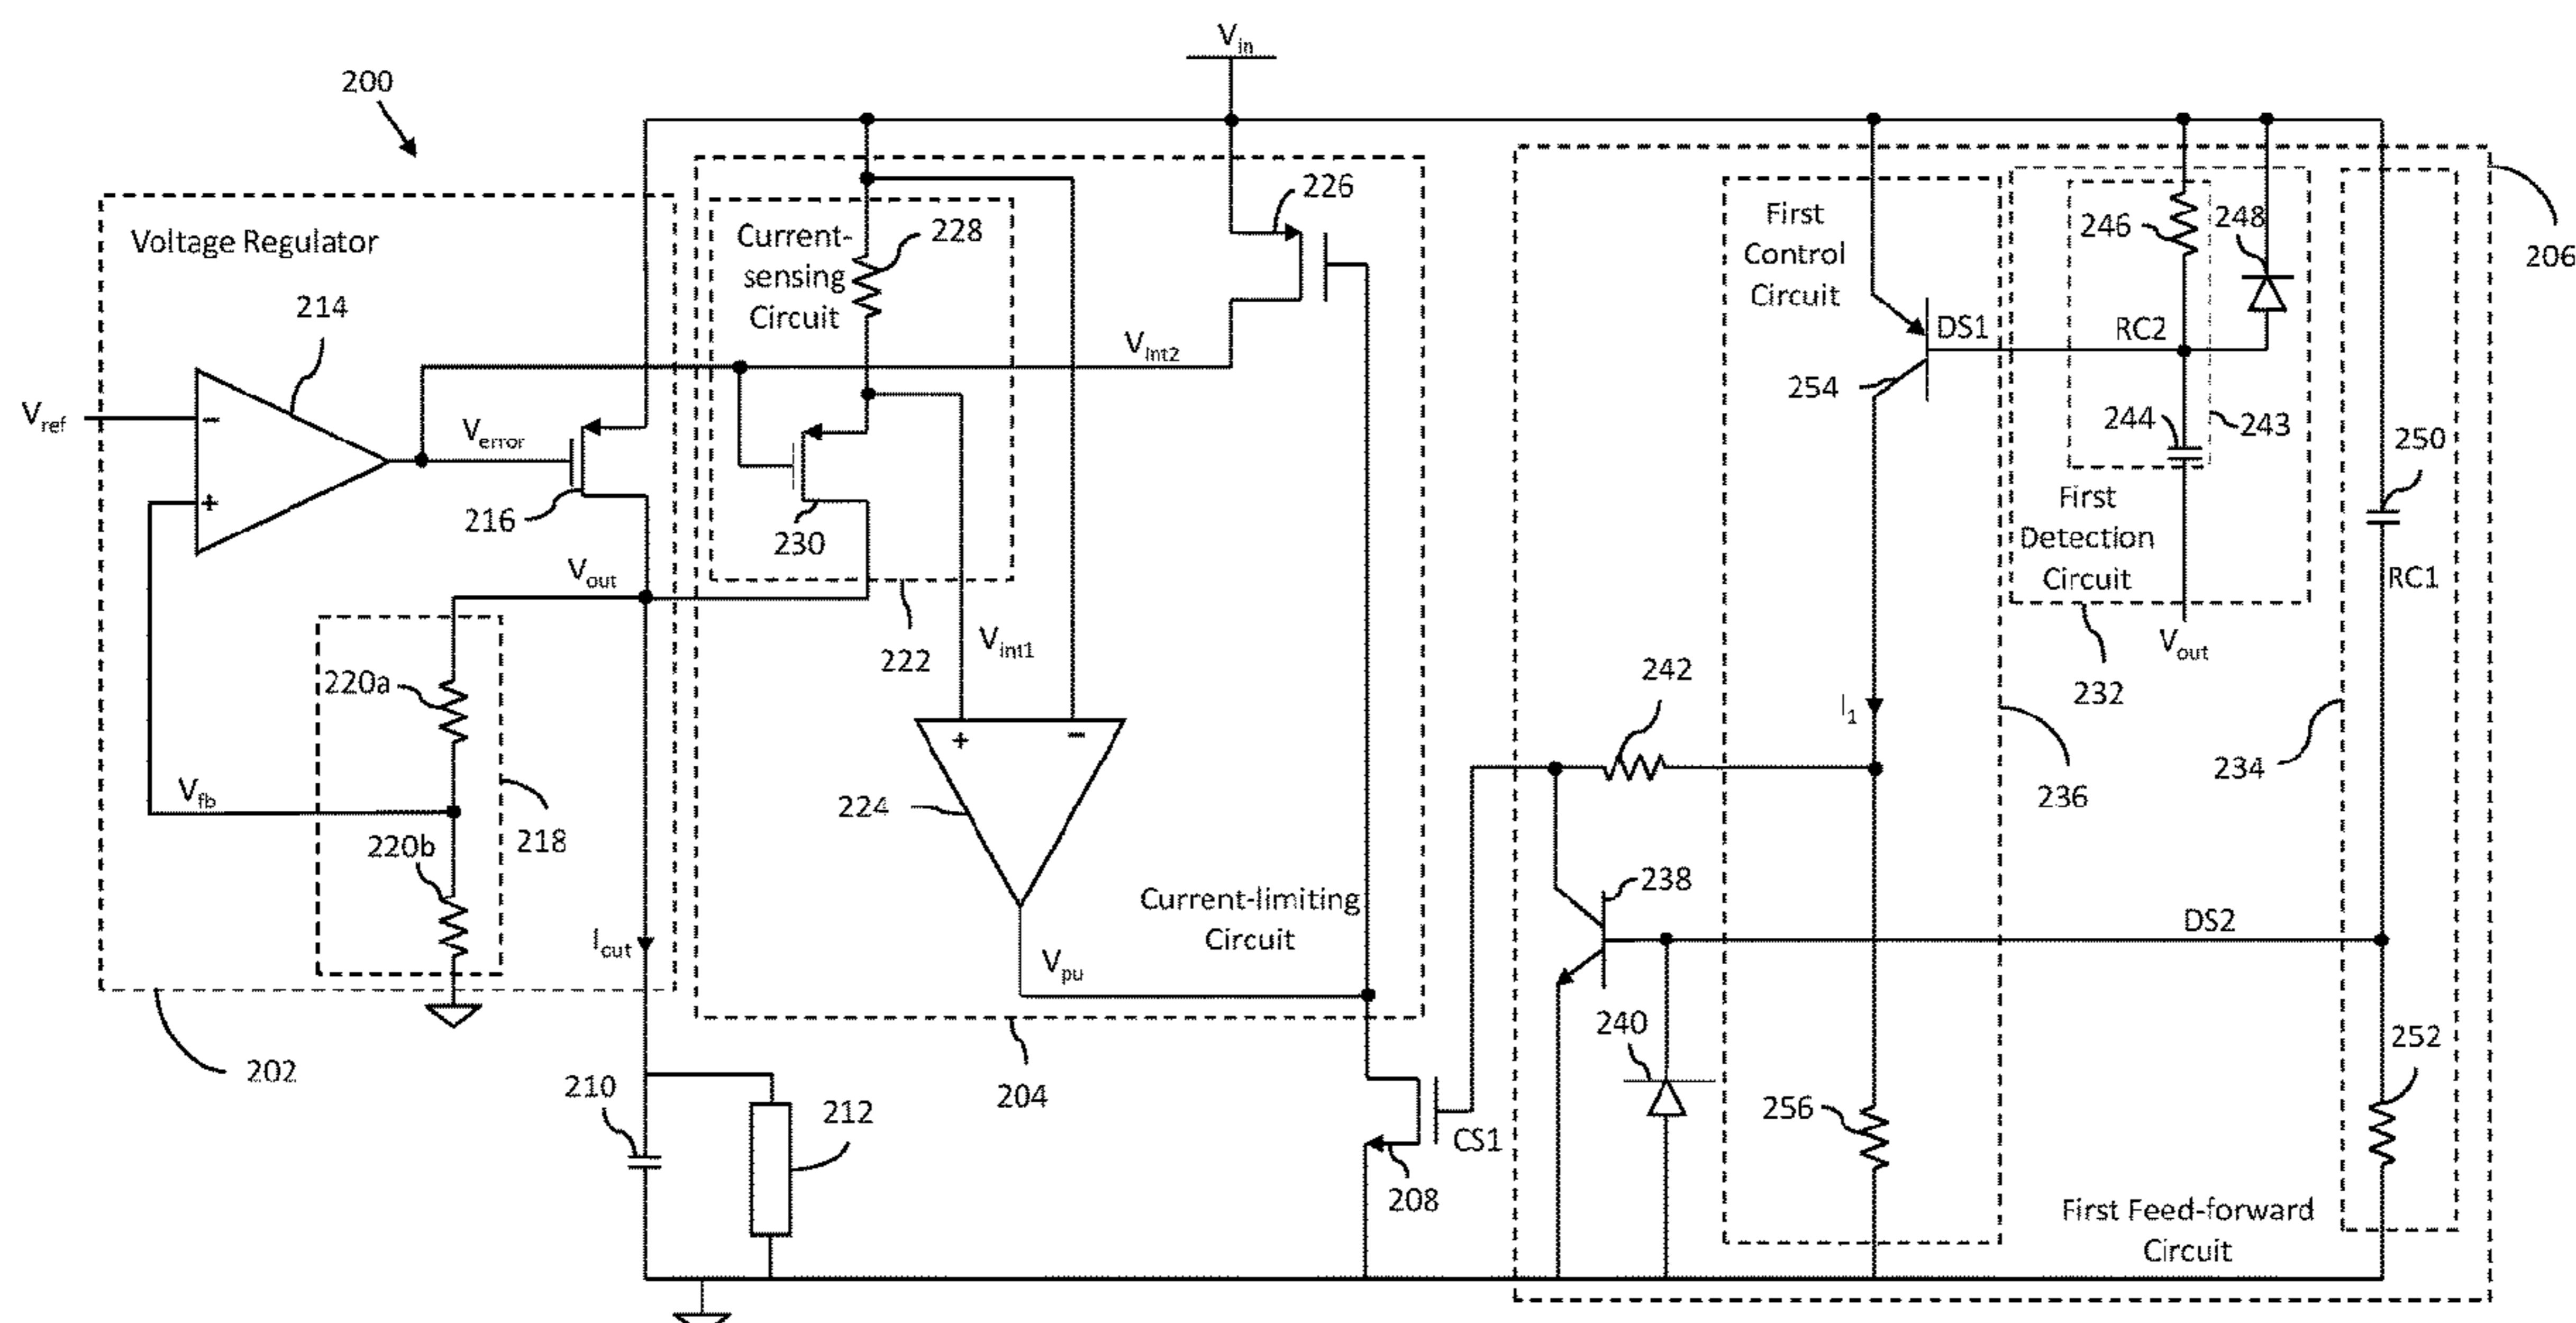 Vin
200
226
Voltage Regulator
Current-
sensing
Circuit
228
First
Control
Circuit
246
248
206
214
Vint2
DS1
RC2
254
Vref
−
Verror
244
243
250
+
216
230
First
Detection
Circuit
RC1
Vout
Vint1
222
Vout
220a
242
232
I1
234
Vfb
+
−
236
218
224
220b
238
Current-limiting
Circuit
DS2
Iout
Vpu
240
252
202
210
204
212
256
CS1
208
First Feed-forward
Circuit